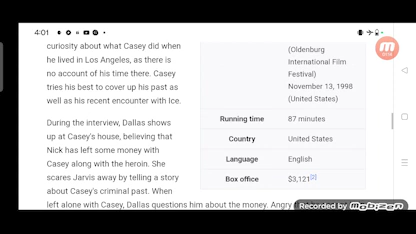 4:01
curiosity about what Casey did when
he lived in Los Angeles, as there is
no account of his time there. Casey
tries his best to cover up his past as
well as his recent encounter with Ice.
During the interview, Dallas shows
up at Casey's house, believing that
Nick has left some money with
Casey along with the heroin. She
scares Jarvis away by telling a story
about Casey's criminal past. When
left alone with Casey, Dallas questions him about the money. Angry
(Oldenburg
International Film
Festival)
November 13, 1998
(United States)
Running time 87 minutes
Country United States
Language English
Box office $3,121[2]
Recorded by mobizen